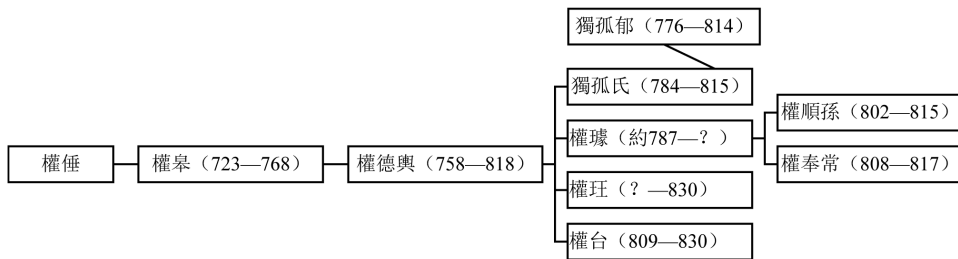 獨孤郁（776—814）
獨孤氏（784—815）
權順孫（802—815）
權璩（約787—？）
權倕
權皋（723—768）
權德輿（758—818）
權奉常（808—817）
權玨（？—830）
權台（809—830）